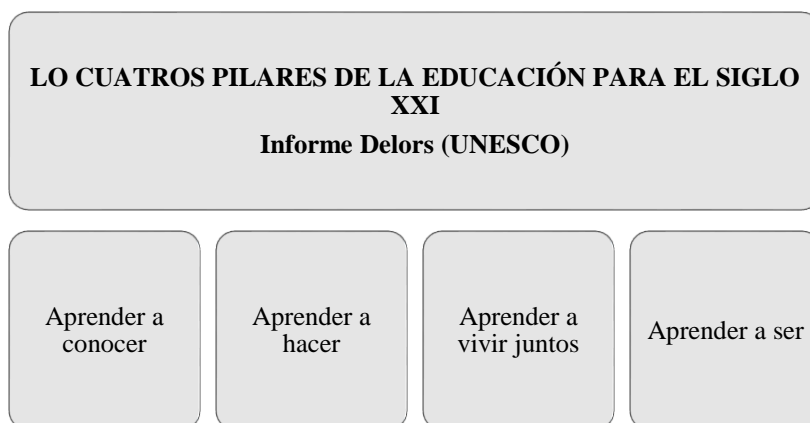 LO CUATROS PILARES DE LA EDUCACIÓN PARA EL SIGLO
XXI
Informe Delors (UNESCO)
Aprender a
conocer
Aprender a
hacer
Aprender a
vivir juntos
Aprender a ser